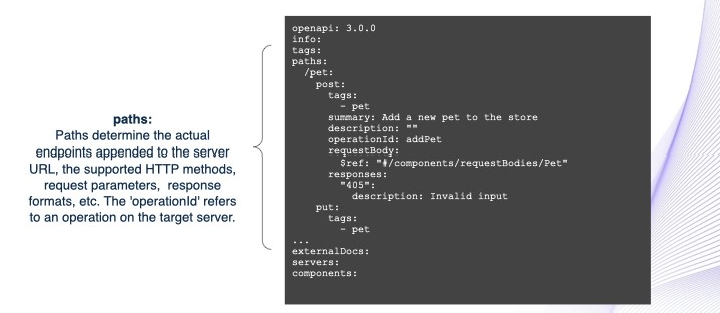 paths:
Paths determine the actual
endpoints appended to the server
URL, the supported HTTP methods,
request parameters, response
formats, etc. The 'operationId' refers
to an operation on the target server.
openapi: 3.0.0
info:
tags:
paths:
  /pet:
    post:
      tags:
        - pet
      summary: Add a new pet to the store
      description: ""
      operationId: addPet
      requestBody:
        $ref: "#/components/requestBodies/Pet"
      responses:
        "405":
          description: Invalid input
    put:
      tags:
        - pet
...
externalDocs:
servers:
components: